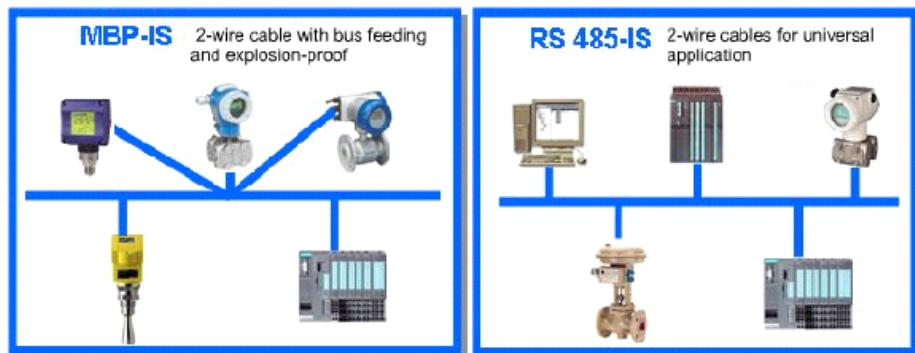 MBP-IS 2-wire cable with bus feeding
and explosion-proof
RS 485-IS 2-wire cables for universal
application